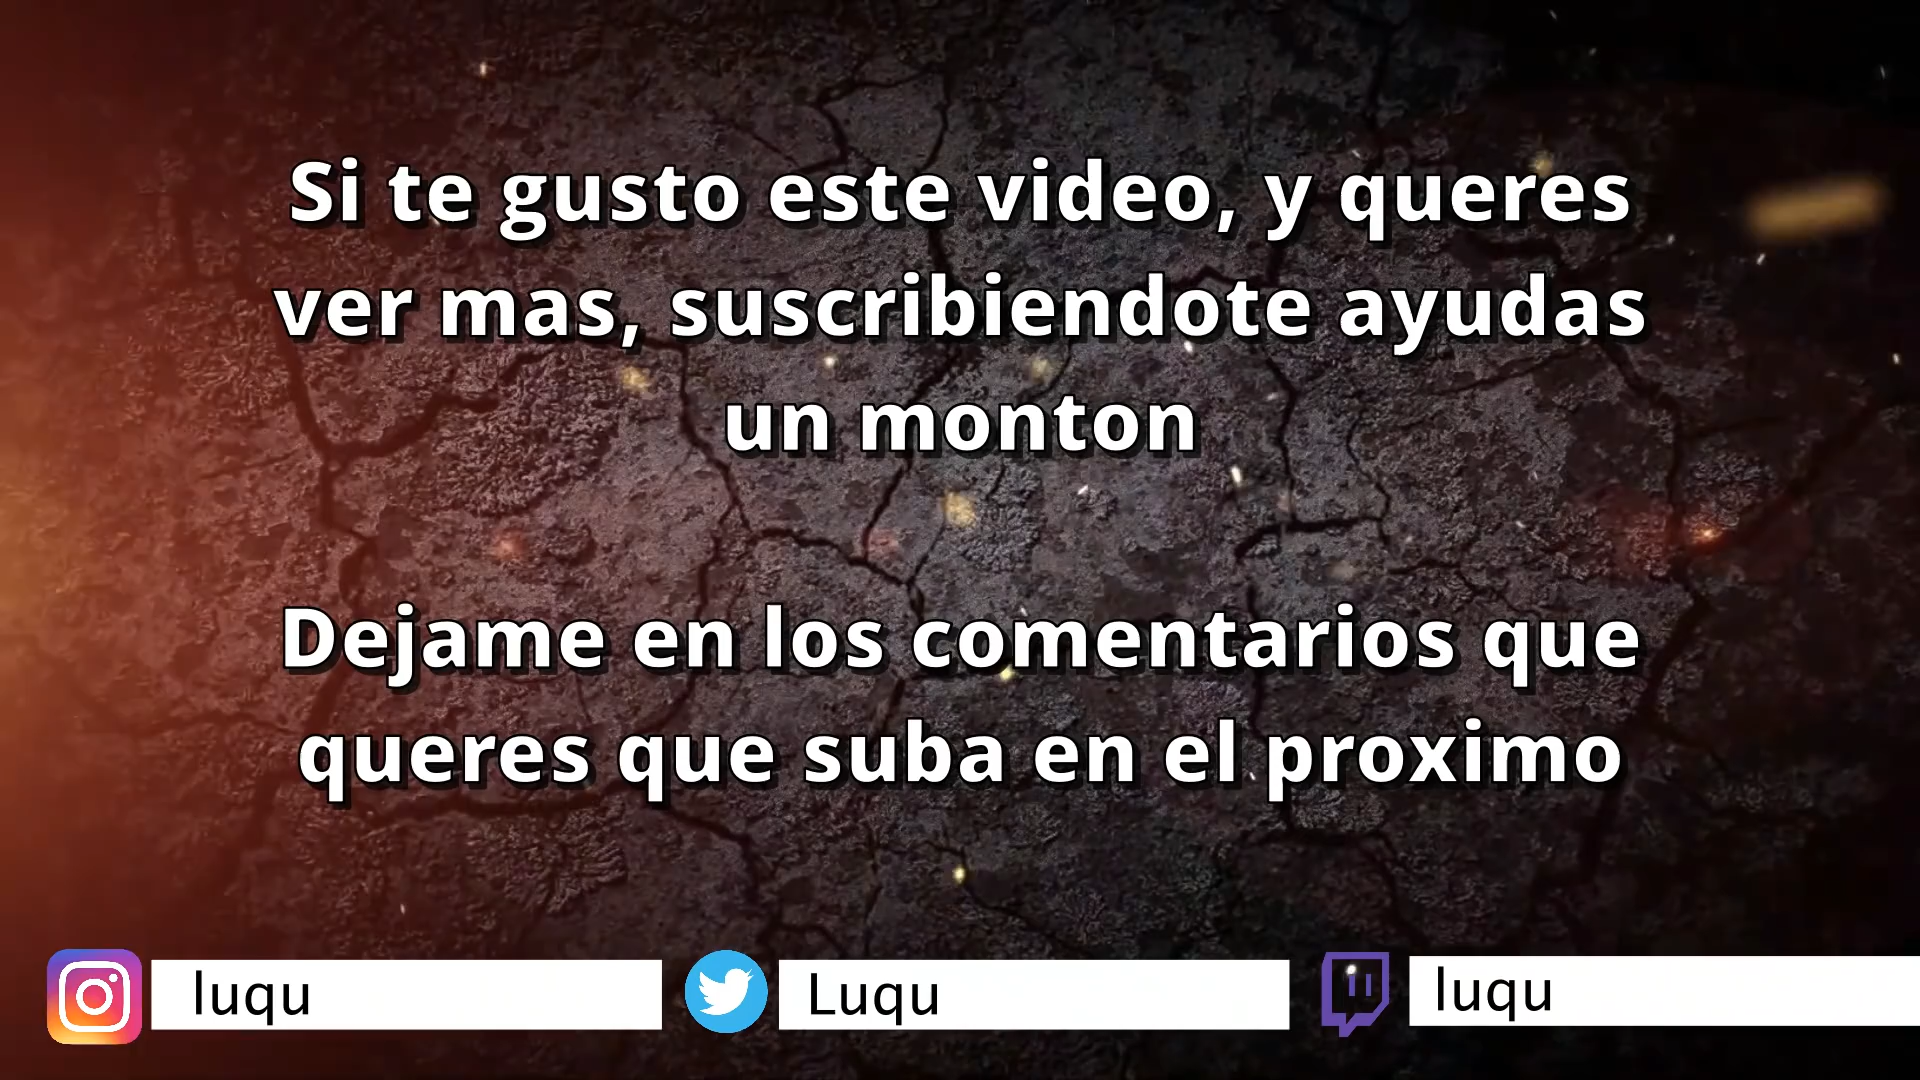 Si te gusto este video, y queres
ver mas, suscribiendote ayudas
un monton
Dejame en los comentarios que
queres que suba en el proximo
luqu
Luqu
luqu